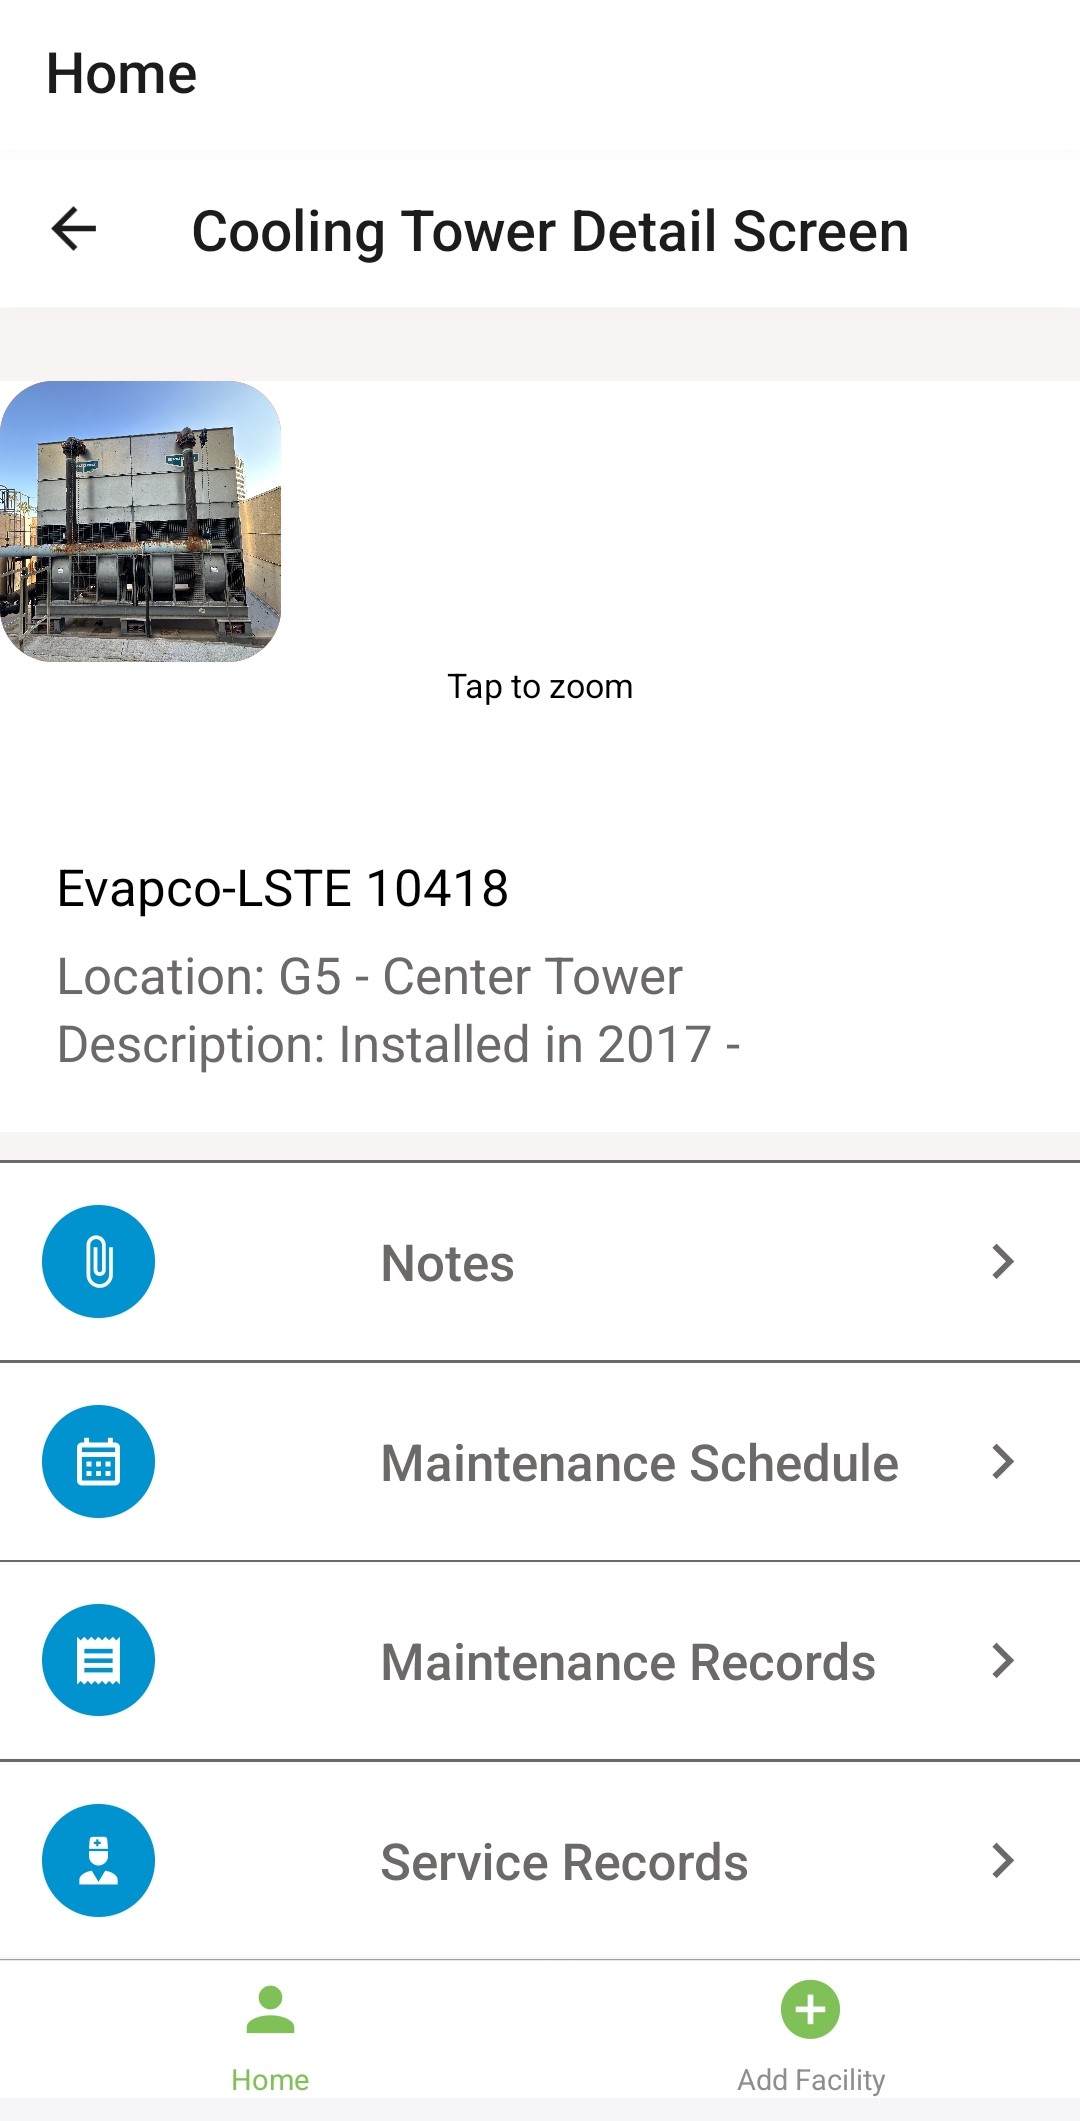 Home
Cooling Tower Detail Screen
Tap to zoom
Evapco-LSTE 10418
Location: G5 - Center Tower
Description: Installed in 2017 -
Notes
Maintenance Schedule
Maintenance Records
Service Records
Home
Add Facility